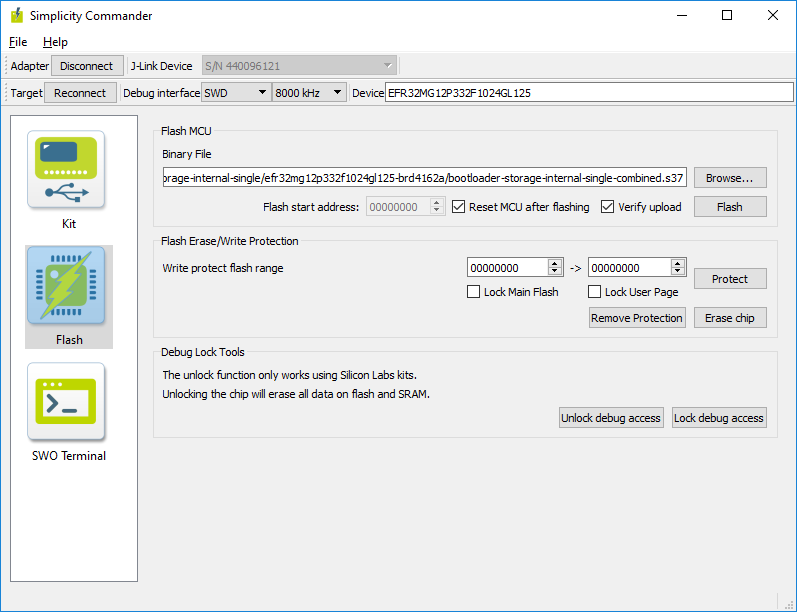 Simplicity Commander
File Help
Adapter Disconnect J-Link Device S/N 440096121
Target Reconnect Debug interface SWD 8000 kHz Device EFR32MG12P332F1024GL125
Kit
Flash
SWO Terminal
Flash MCU
Binary File
orage-internal-single/efr32mg12p332f1024gl125-brd4162a/bootloader-storage-internal-single-combined.s37 Browse...
Flash start address: 00000000 Reset MCU after flashing Verify upload Flash
Flash Erase/Write Protection
Write protect flash range 00000000 -> 00000000 Protect
Lock Main Flash Lock User Page
Remove Protection Erase chip
Debug Lock Tools
The unlock function only works using Silicon Labs kits.
Unlocking the chip will erase all data on flash and SRAM.
Unlock debug access Lock debug access